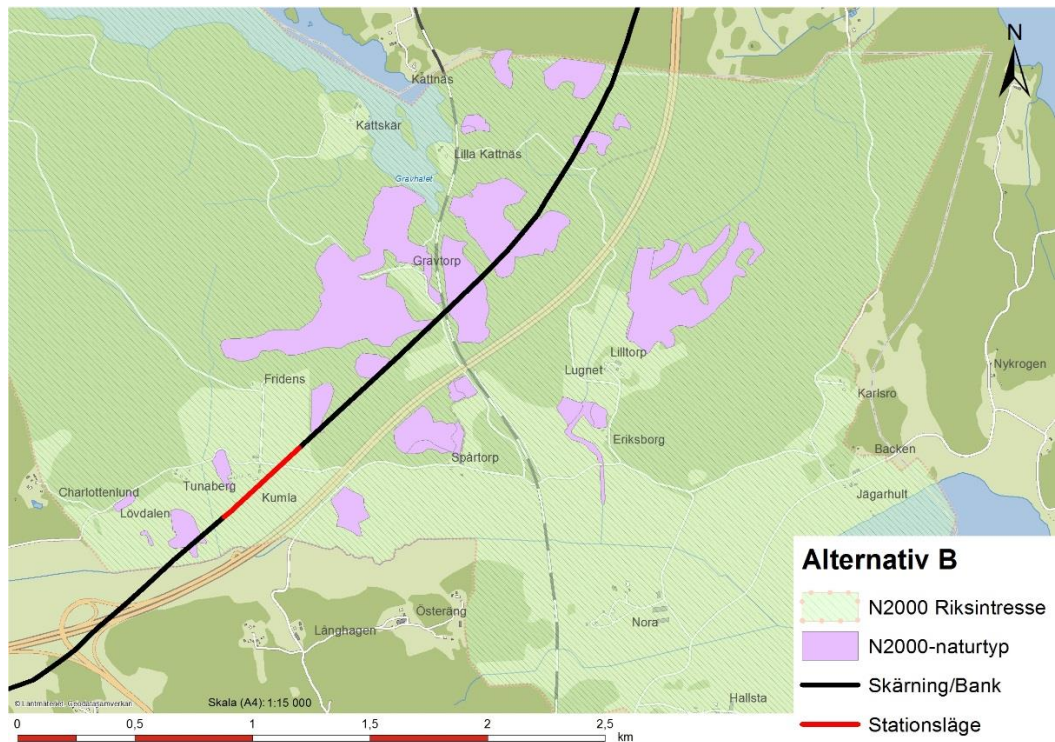 N
Kattnäs
Kattskär
Lilla Kattnäs
Gravhalet
Gravtorp
Lilltorp
Lugnet
Nykrogen
Karlsro
Fridens
Eriksborg
Backen
Spårtorp
Charlottenlund
Tunaberg
Kumla
Jägarhult
Lövdalen
Österäng
Långhagen
Nora
Hallsta
Alternativ B
N2000 Riksintresse
N2000-naturtyp
Skärning/Bank
Stationsläge
© Lantmäteriet, Geodatasamverkan
Skala (A4): 1:15 000
0 0,5 1 1,5 2 2,5
km